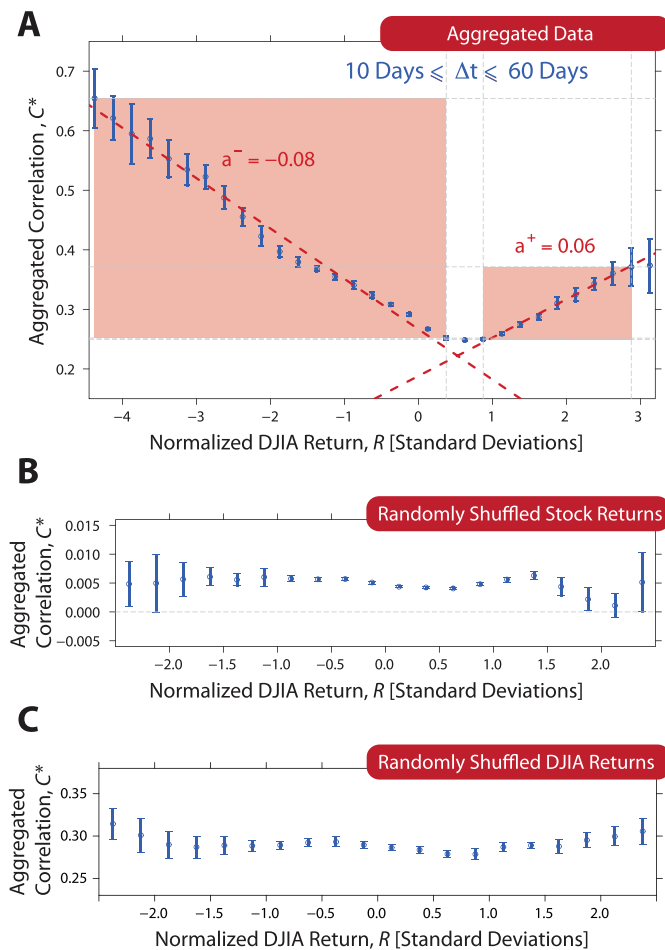 A
Aggregated Data
10 Days ⩽ Δt ⩽ 60 Days
Aggregated Correlation , C*
0.7
0.6
0.5
0.4
0.3
0.2
a⁻ = −0.08
a⁺ = 0.06
−4 −3 −2 −1 0 1 2 3
Normalized DJIA Return, R [Standard Deviations]
B
Randomly Shuffled Stock Returns
Aggregated
Correlation, C*
0.015
0.010
0.005
0.000
−0.005
−2.0 −1.5 −1.0 −0.5 0.0 0.5 1.0 1.5 2.0
Normalized DJIA Return, R [Standard Deviations]
C
Randomly Shuffled DJIA Returns
Aggregated
Correlation, C*
0.35
0.30
0.25
−2.0 −1.5 −1.0 −0.5 0.0 0.5 1.0 1.5 2.0
Normalized DJIA Return, R [Standard Deviations]